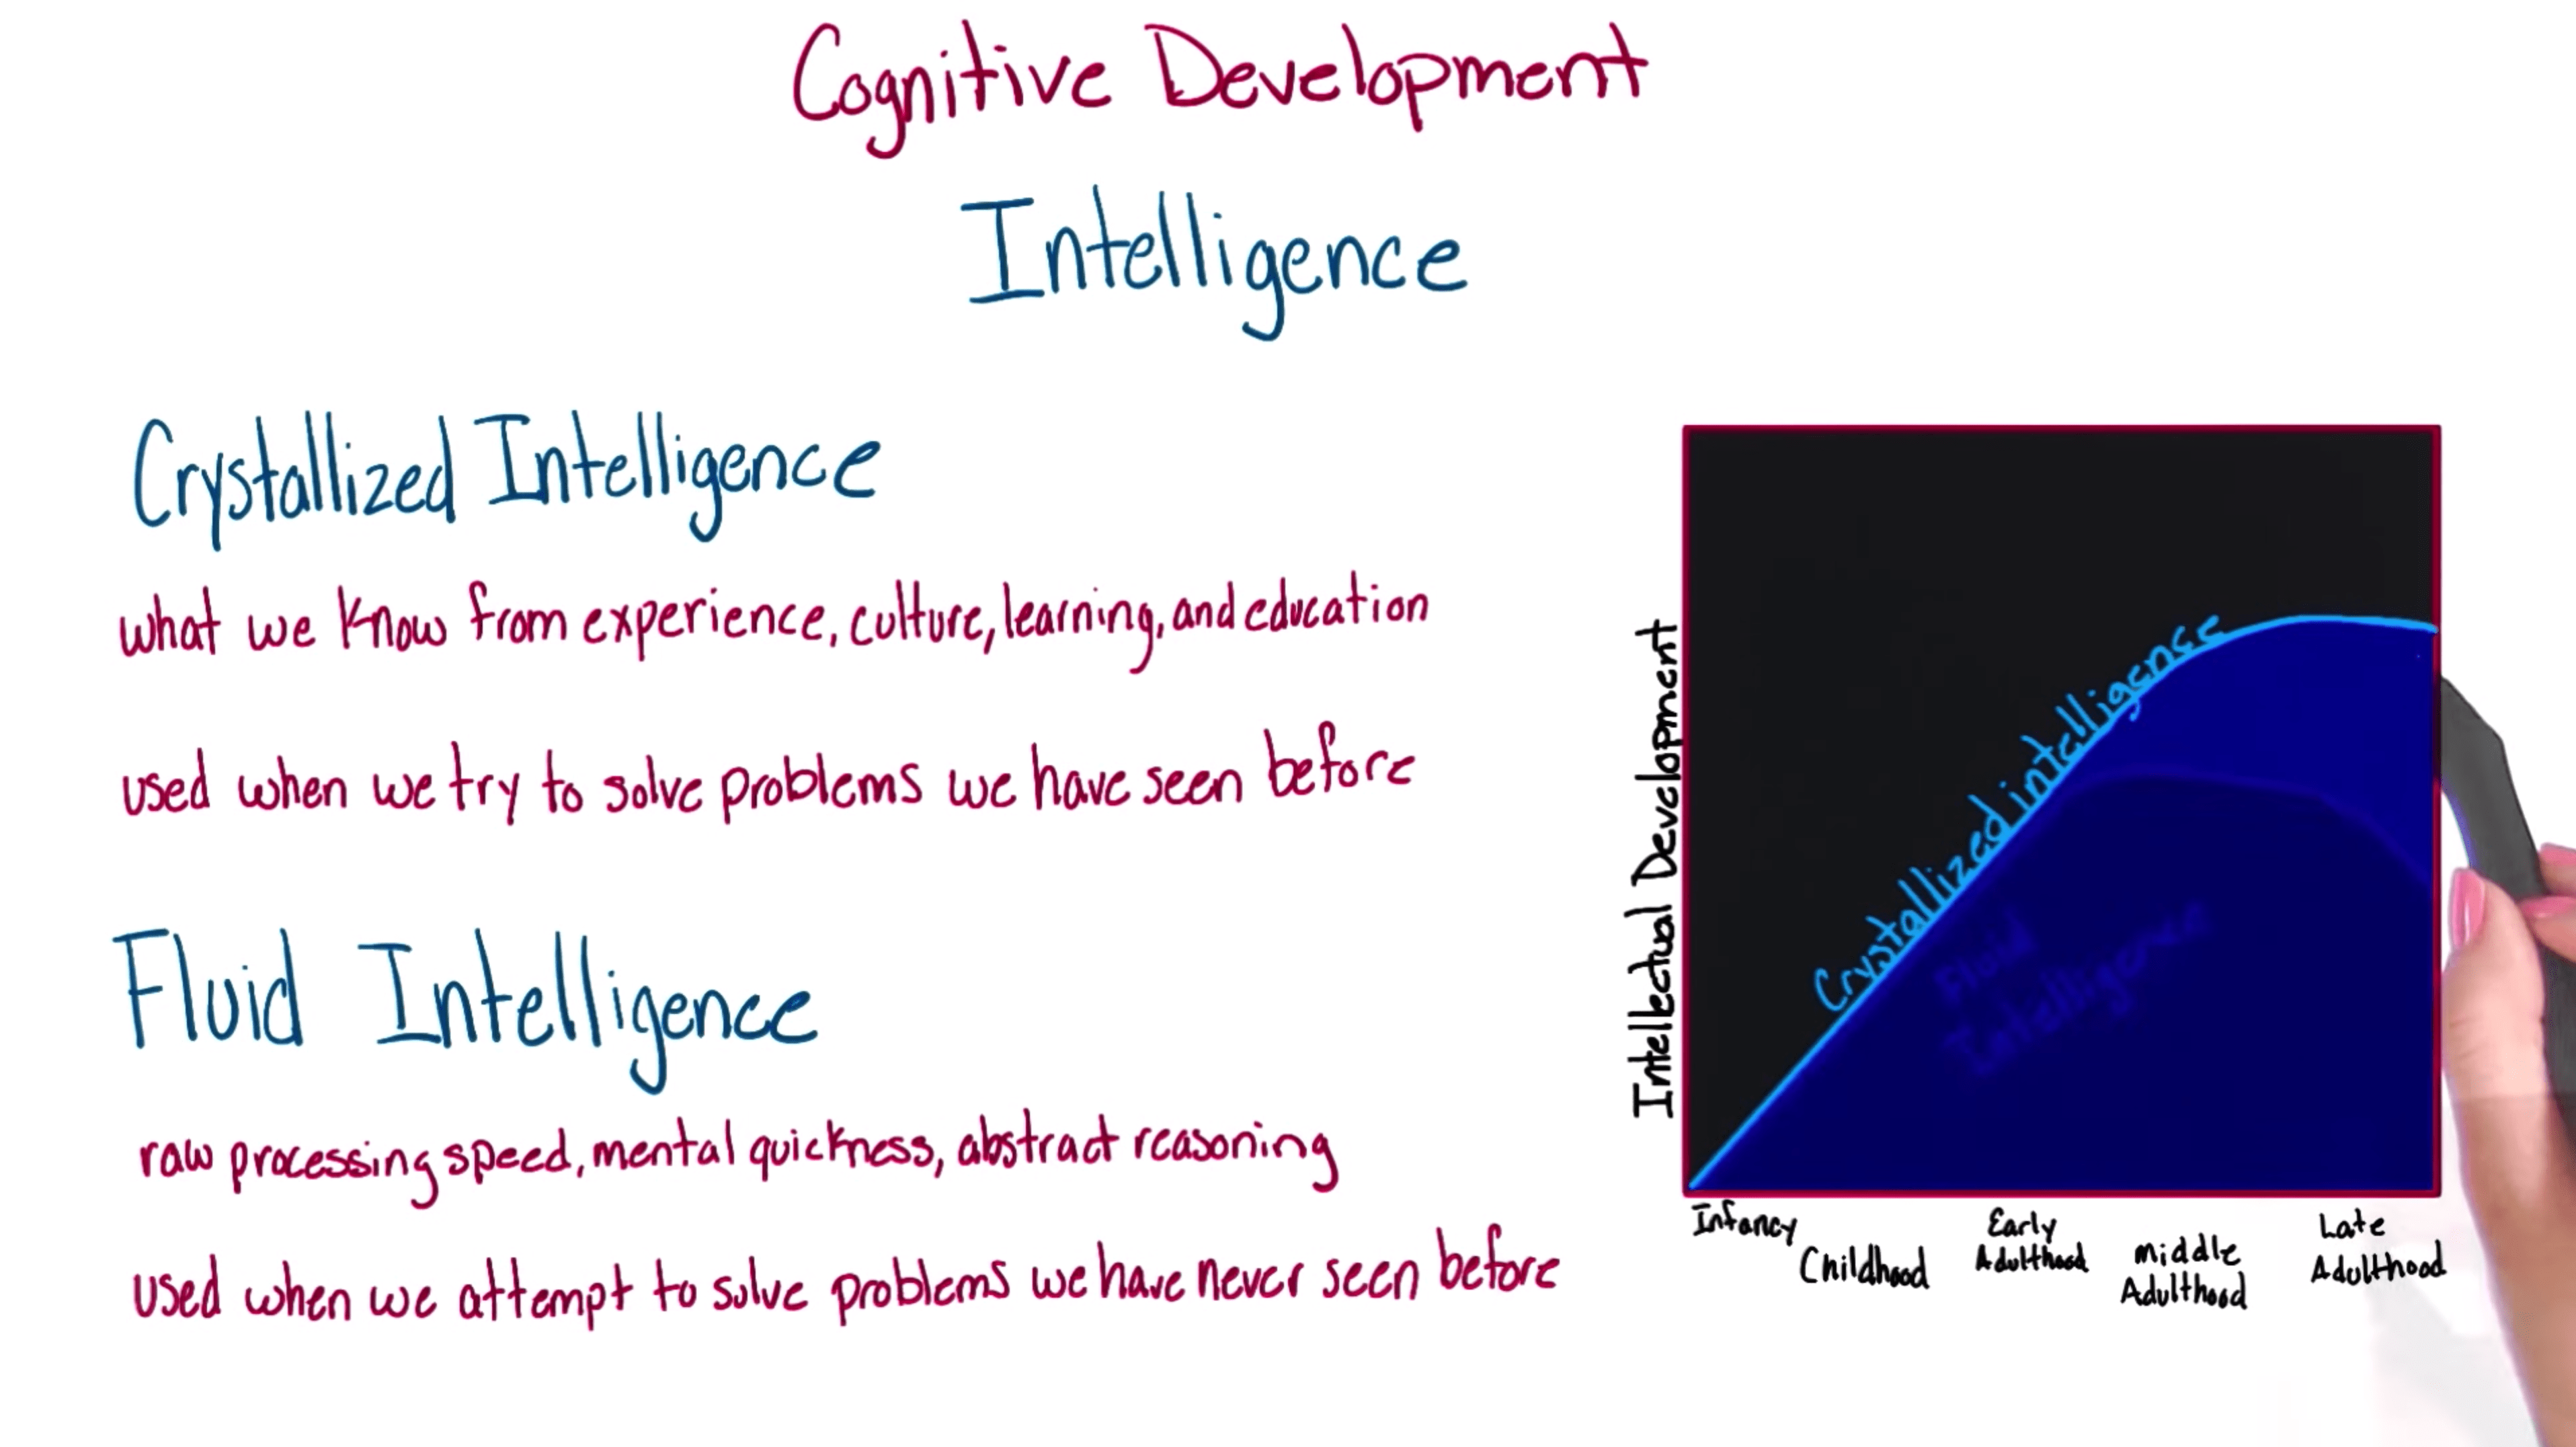 Cognitive Development
Intelligence
Crystallized Intelligence
what we know from experience, culture, learning, and education
used when we try to solve problems we have seen before
Fluid Intelligence
raw processing speed, mental quickness, abstract reasoning
used when we attempt to solve problems we have never seen before
Intellectual Development
Crystallized intelligence
Fluid
Intelligence
Infancy
Childhood
Early
Adulthood
middle
Adulthood
Late
Adulthood